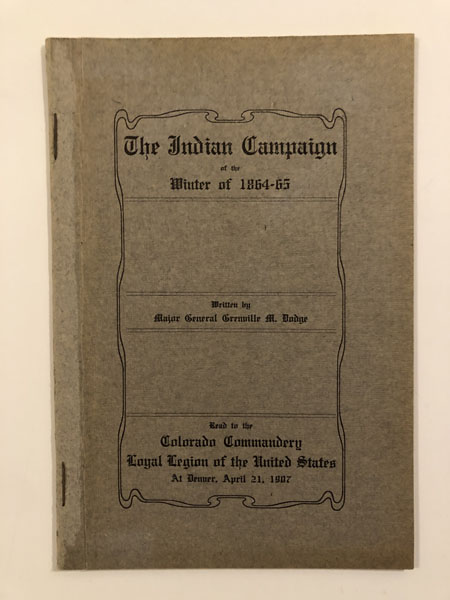 The Indian Campaign
of the
Winter of 1864-65
Written by
Major General Grenville M. Dodge
Read to the
Colorado Commandery
Loyal Legion of the United States
At Denver, April 21, 1907